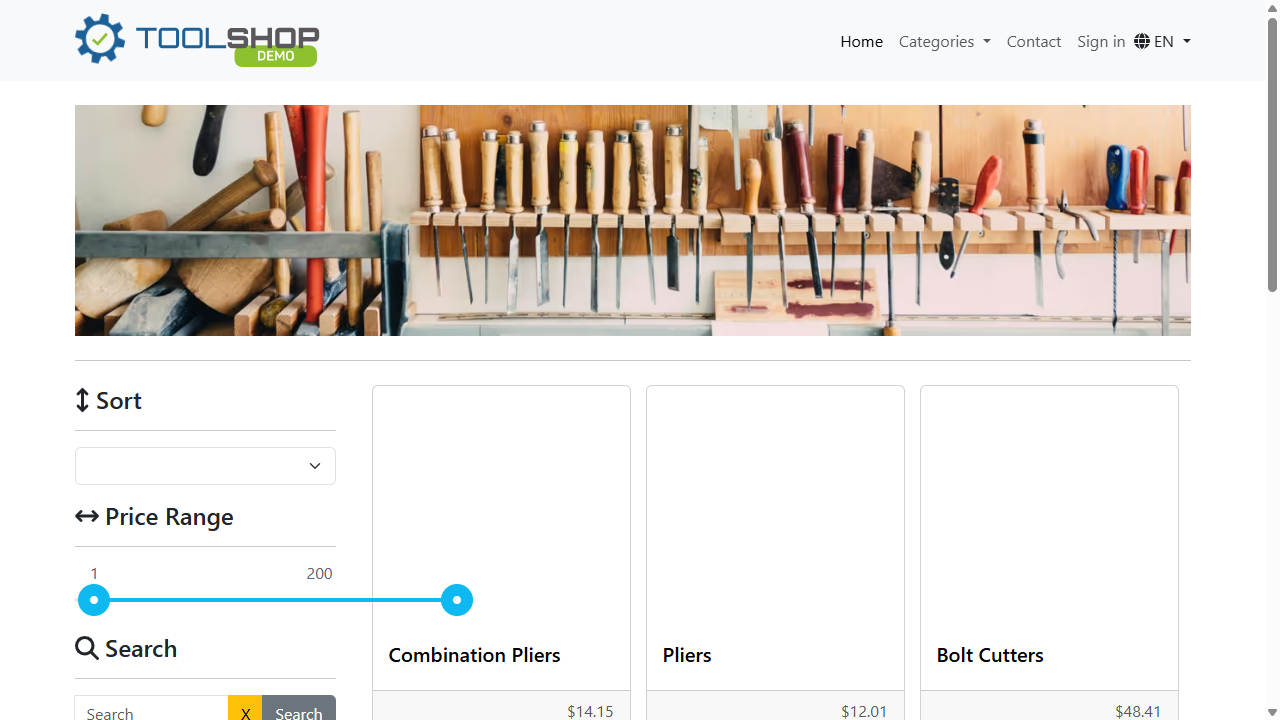 TOOLSHOP
DEMO
Home
Categories
Contact
Sign in
EN
Sort
Price Range
1
200
Search
Search
X
Search
Combination Pliers
$14.15
Pliers
$12.01
Bolt Cutters
$48.41